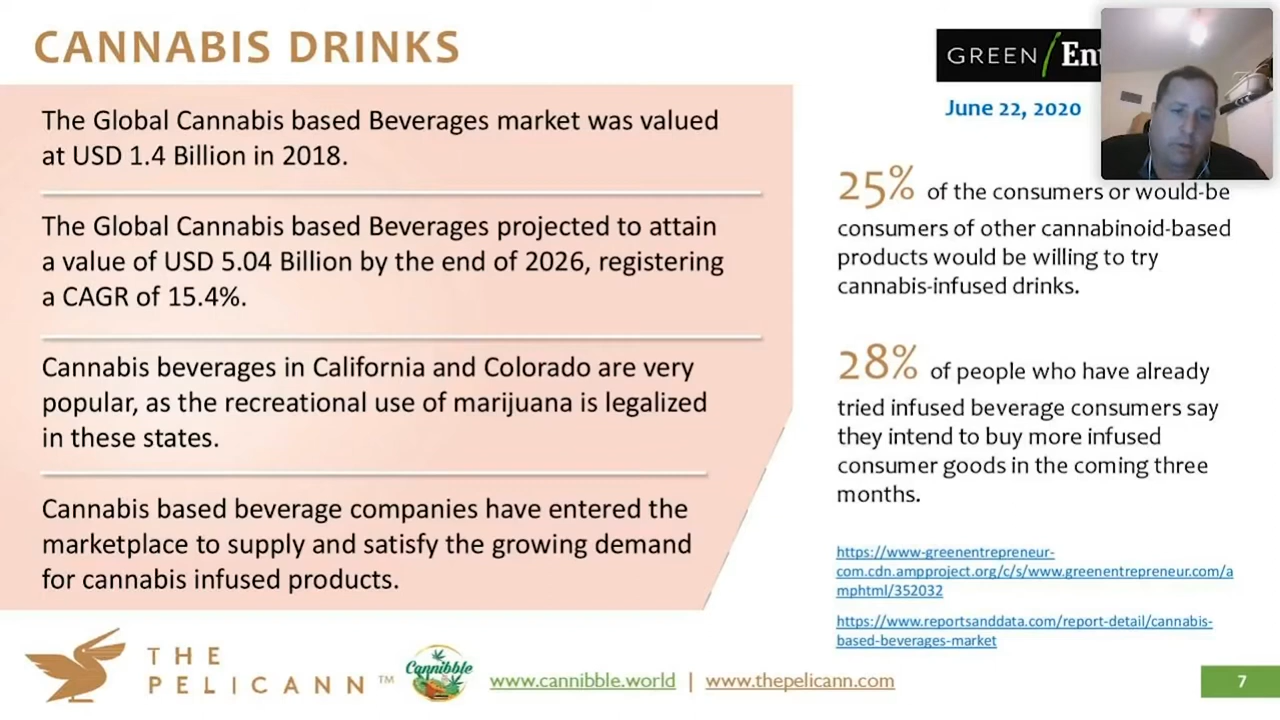 CANNABIS DRINKS
The Global Cannabis based Beverages market was valued
at USD 1.4 Billion in 2018.
The Global Cannabis based Beverages projected to attain
a value of USD 5.04 Billion by the end of 2026, registering
a CAGR of 15.4%.
Cannabis beverages in California and Colorado are very
popular, as the recreational use of marijuana is legalized
in these states.
Cannabis based beverage companies have entered the
marketplace to supply and satisfy the growing demand
for cannabis infused products.
GREEN/
June 22, 2020
25% of the consumers or would-be
consumers of other cannabinoid-based
products would be willing to try
cannabis-infused drinks.
28% of people who have already
tried infused beverage consumers say
they intend to buy more infused
consumer goods in the coming three
months.
https://www-greenentrepreneur-
com.cdn.ampproject.org/c/s/www.greenentrepreneur.com/a
mphtml/352032
https://www.reportsanddata.com/report-detail/cannabis-
based-beverages-market
THE
PELICANN™
Cannibble
www.cannibble.world | www.thepelicann.com
7